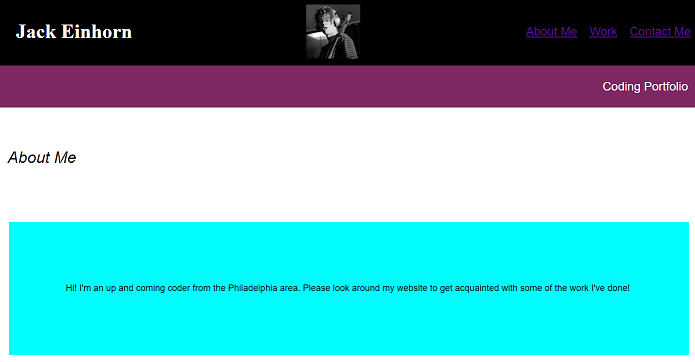 Jack Einhorn
About Me Work Contact Me
Coding Portfolio
About Me
Hi! I'm an up and coming coder from the Philadelphia area. Please look around my website to get acquainted with some of the work I've done!